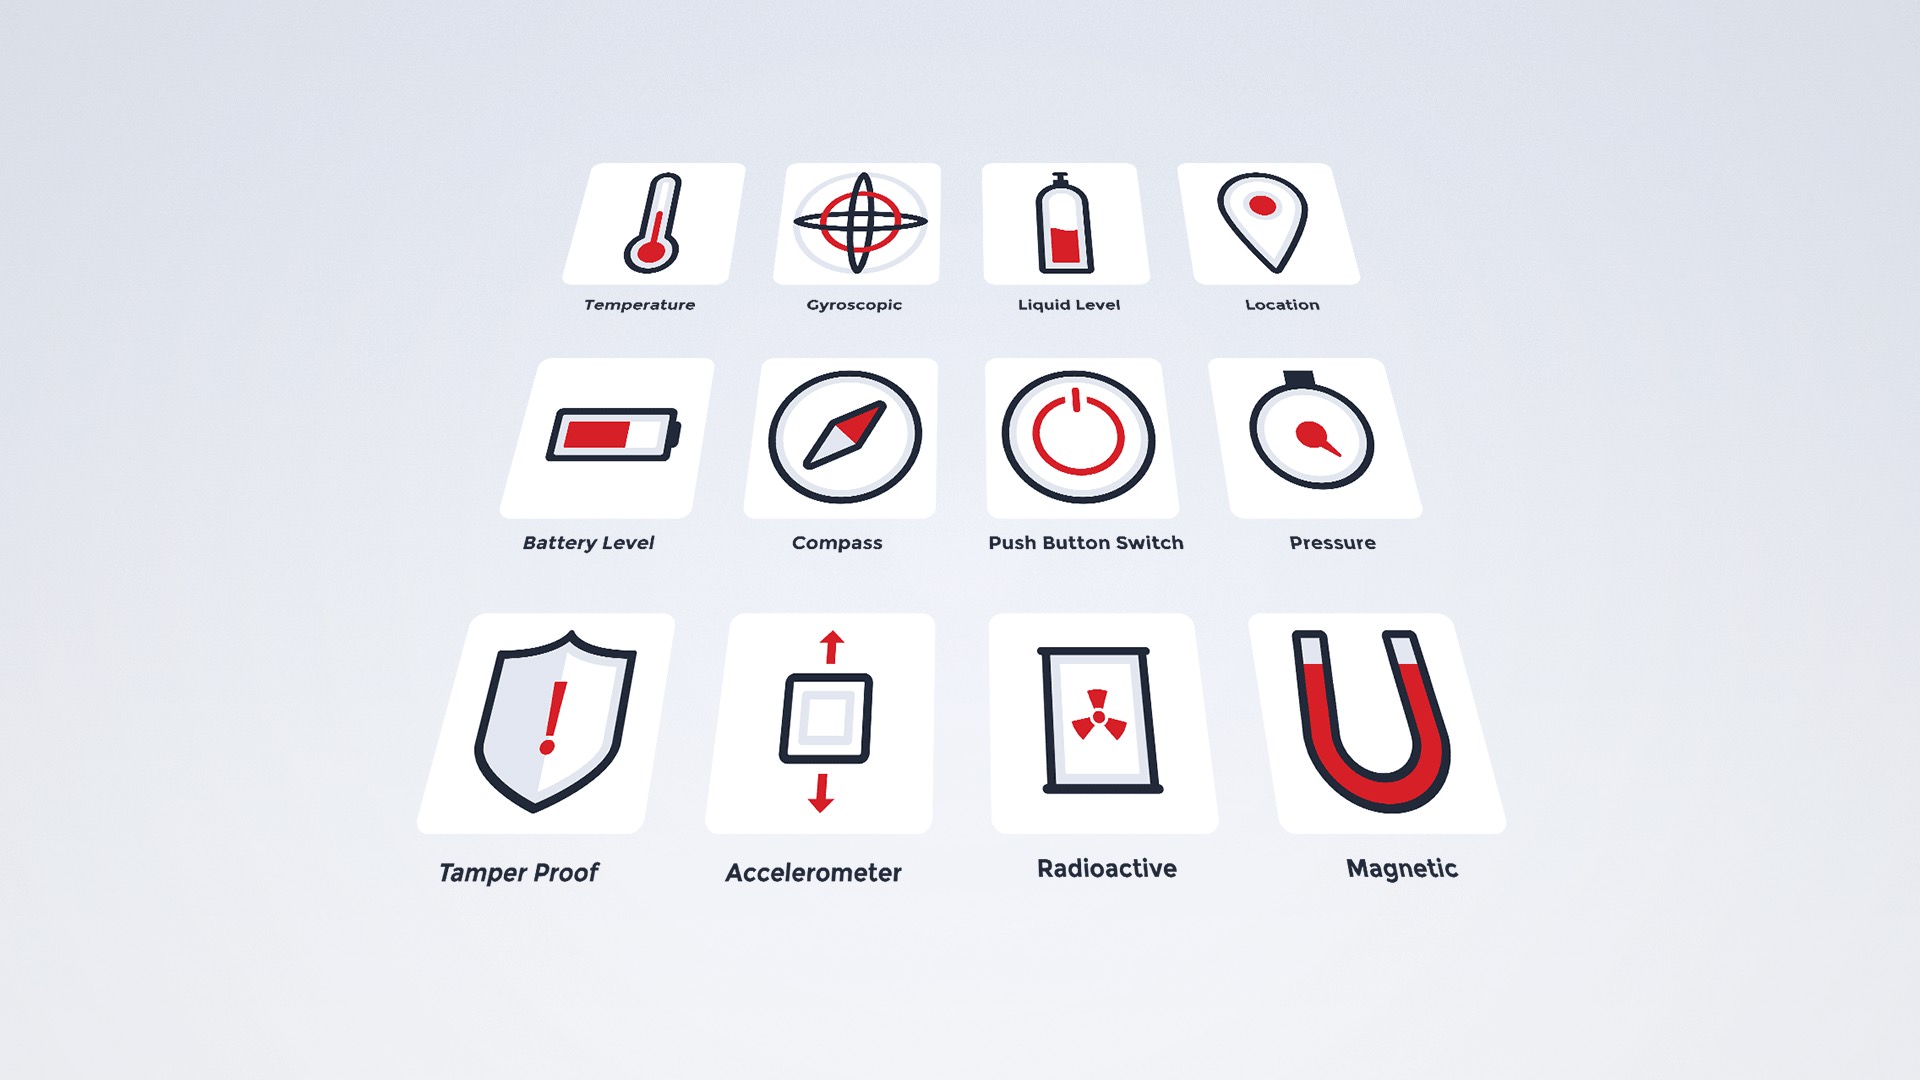 Temperature
Gyroscopic
Liquid Level
Location
Battery Level
Compass
Push Button Switch
Pressure
Tamper Proof
Accelerometer
Radioactive
Magnetic